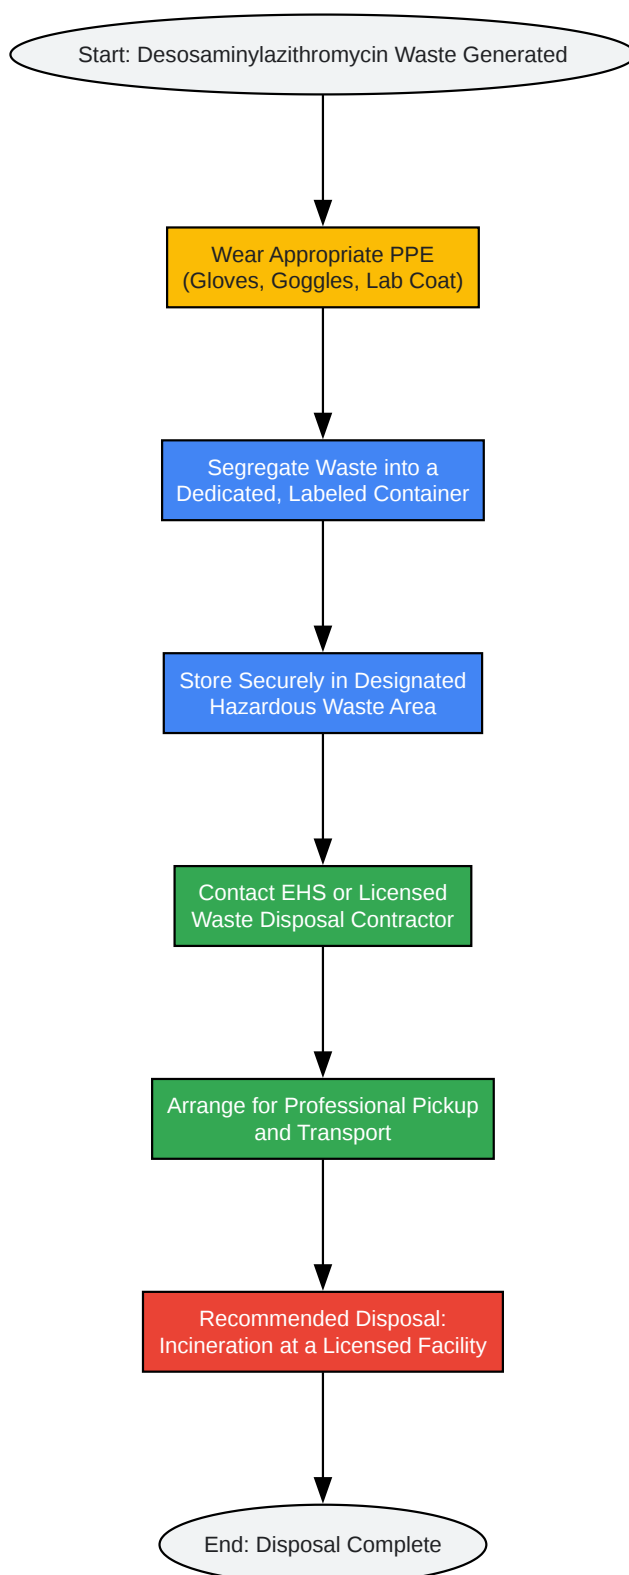 Start: Desosaminylazithromycin Waste Generated
Wear Appropriate PPE
(Gloves, Goggles, Lab Coat)
Segregate Waste into a
Dedicated, Labeled Container
Store Securely in Designated
Hazardous Waste Area
Contact EHS or Licensed
Waste Disposal Contractor
Arrange for Professional Pickup
and Transport
Recommended Disposal:
Incineration at a Licensed Facility
End: Disposal Complete